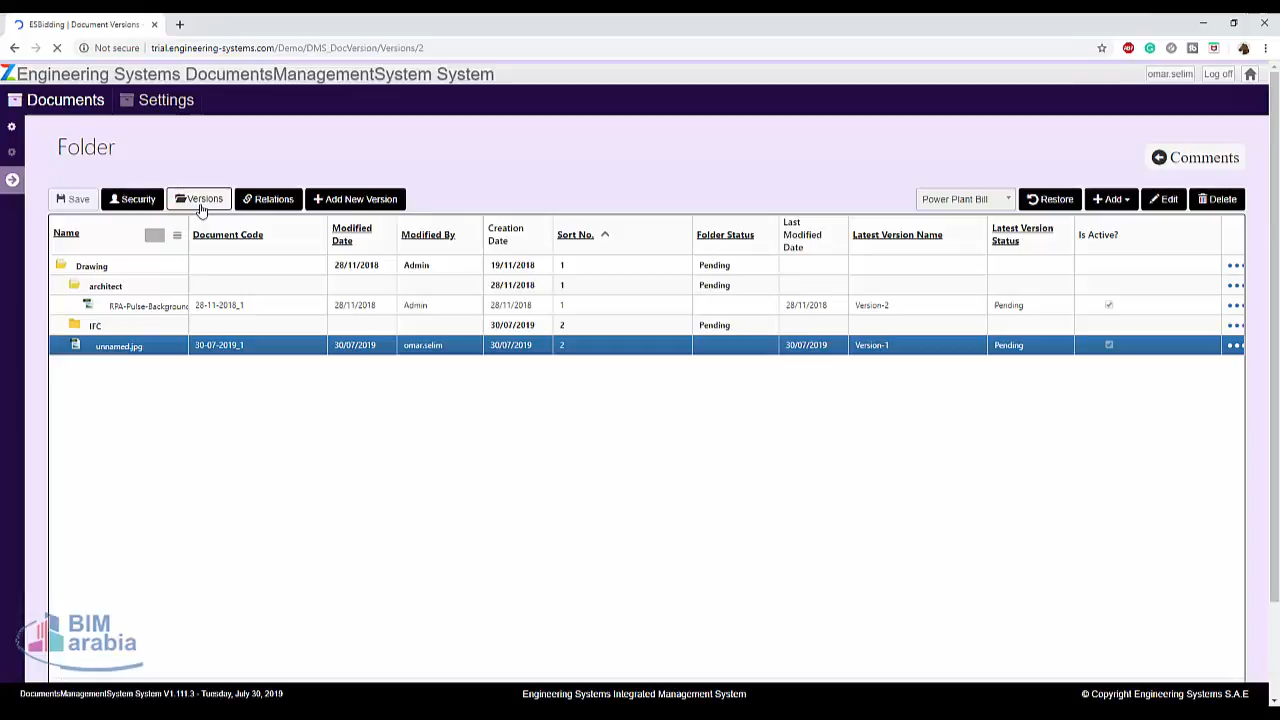 ESBidding | Document Versions
Not secure | trial.engineering-systems.com/Demo/DMS_DocVersion/Versions/2
Engineering Systems DocumentsManagementSystem System
omar.selim Log off
Documents Settings
Folder
Comments
Save Security Versions Relations Add New Version Power Plant Bill Restore Add Edit Delete
Name Document Code Modified Date Modified By Creation Date Sort No. Folder Status Last Modified Date Latest Version Name Latest Version Status Is Active?
Drawing 28/11/2018 Admin 19/11/2018 1 Pending
architect 28/11/2018 1 Pending
RPA-Pulse-Background 28-11-2018_1 28/11/2018 Admin 28/11/2018 1 28/11/2018 Version-2 Pending
IFC 30/07/2019 2 Pending
unnamed.jpg 30-07-2019_1 30/07/2019 omar.selim 30/07/2019 2 30/07/2019 Version-1 Pending
BIM
arabia
DocumentsManagementSystem System V1.111.3 - Tuesday, July 30, 2019 Engineering Systems Integrated Management System © Copyright Engineering Systems S.A.E